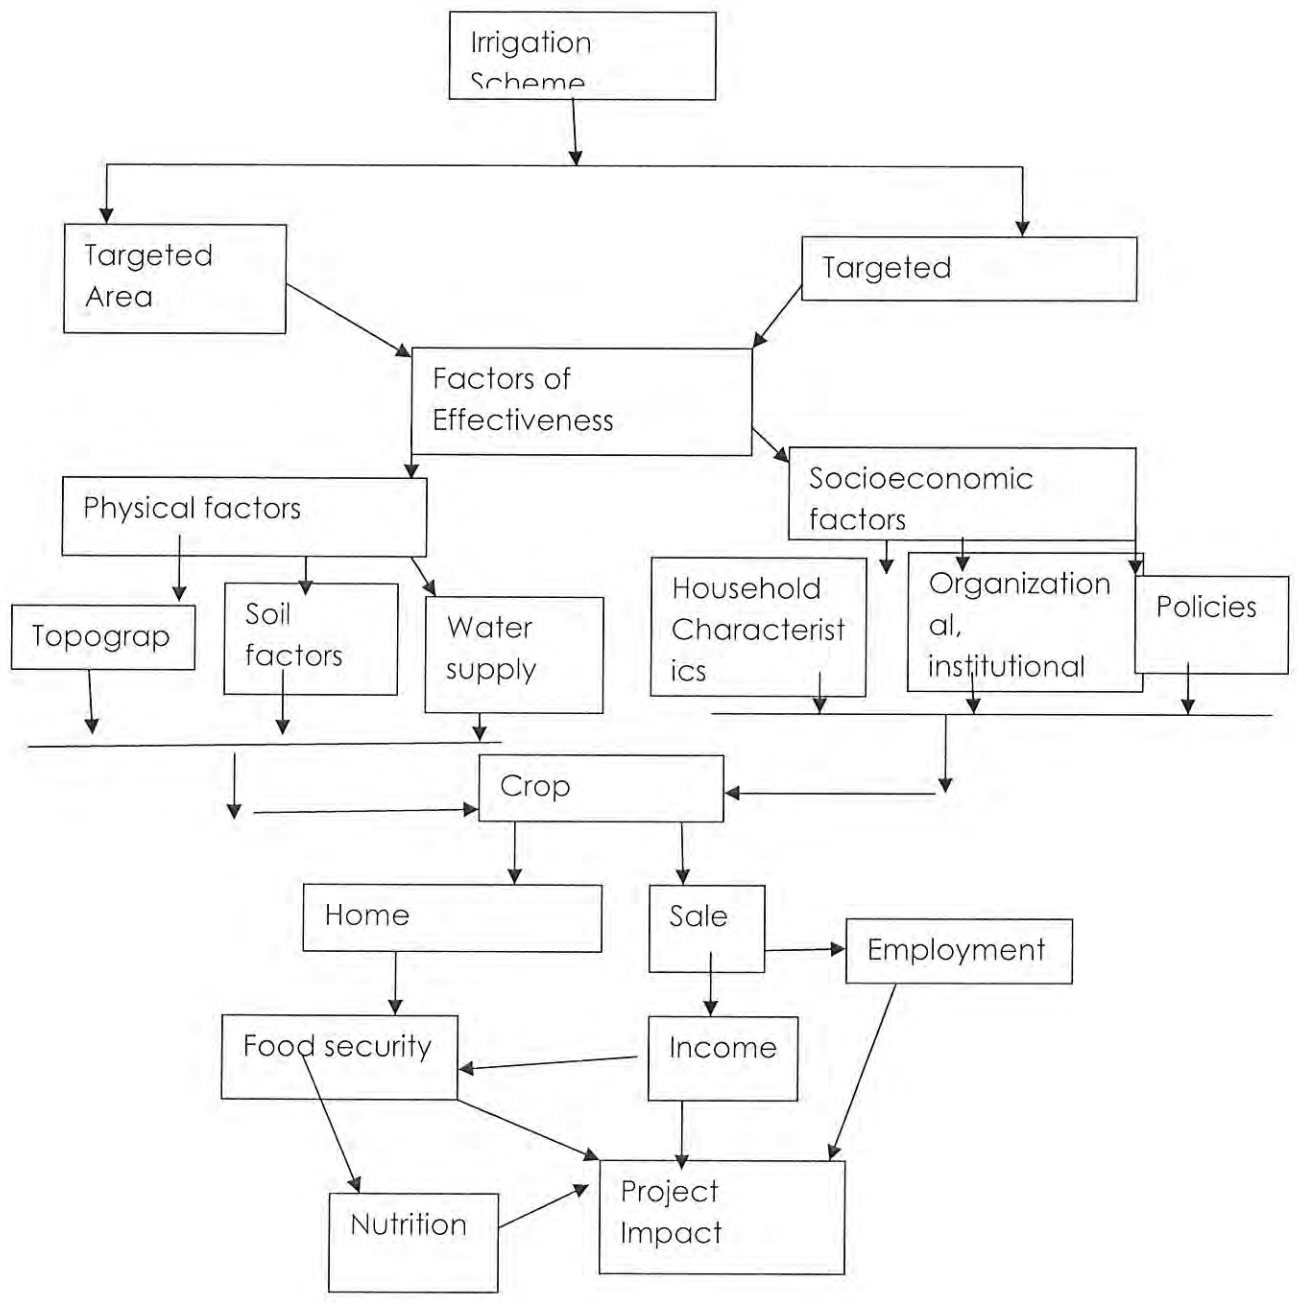 Irrigation
Scheme
Targeted
Area
Targeted
Factors of
Effectiveness
Physical factors
Socioeconomic
factors
Topograp
Soil
factors
Water
supply
Household
Characterist
ics
Organization
al,
institutional
Policies
Crop
Home
Sale
Employment
Food security
Income
Nutrition
Project
Impact